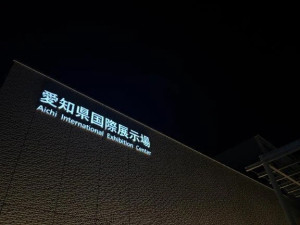 愛知県国際展示場
Aichi International Exhibition Center